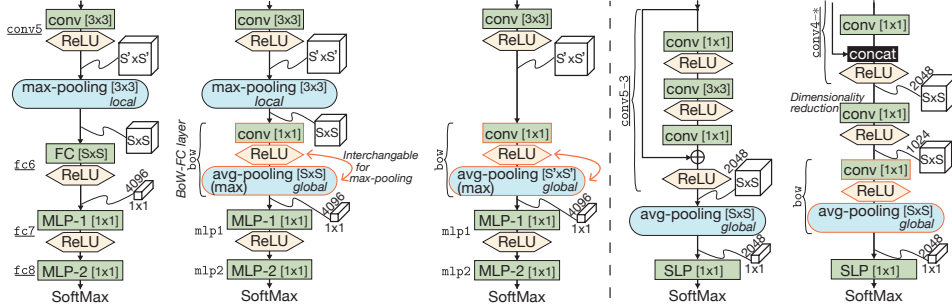 conv5
conv [3x3]
ReLU
S'xS'
max-pooling [3x3]
local
SxS
fc6
FC [SxS]
ReLU
4096
1x1
fc7
MLP-1 [1x1]
ReLU
fc8
MLP-2 [1x1]
SoftMax
conv [3x3]
ReLU
S'xS'
max-pooling [3x3]
local
SxS
BoW-FC layer
bow
conv [1x1]
ReLU
Interchangable
for
max-pooling
avg-pooling [SxS]
(max) global
4096
1x1
mlp1
MLP-1 [1x1]
ReLU
mlp2
MLP-2 [1x1]
SoftMax
conv [3x3]
ReLU
S'xS'
bow
conv [1x1]
ReLU
avg-pooling [S'xS']
(max) global
4096
1x1
mlp1
MLP-1 [1x1]
ReLU
mlp2
MLP-2 [1x1]
SoftMax
conv5-3
conv [1x1]
ReLU
conv [3x3]
ReLU
conv [1x1]
ReLU
2048
SxS
avg-pooling [SxS]
global
2048
1x1
SLP [1x1]
SoftMax
conv4-*
conv [1x1]
concat
ReLU
2048
SxS
Dimensionality
reduction
conv [1x1]
ReLU
1024
SxS
bow
conv [1x1]
ReLU
avg-pooling [SxS]
global
2048
1x1
SLP [1x1]
SoftMax